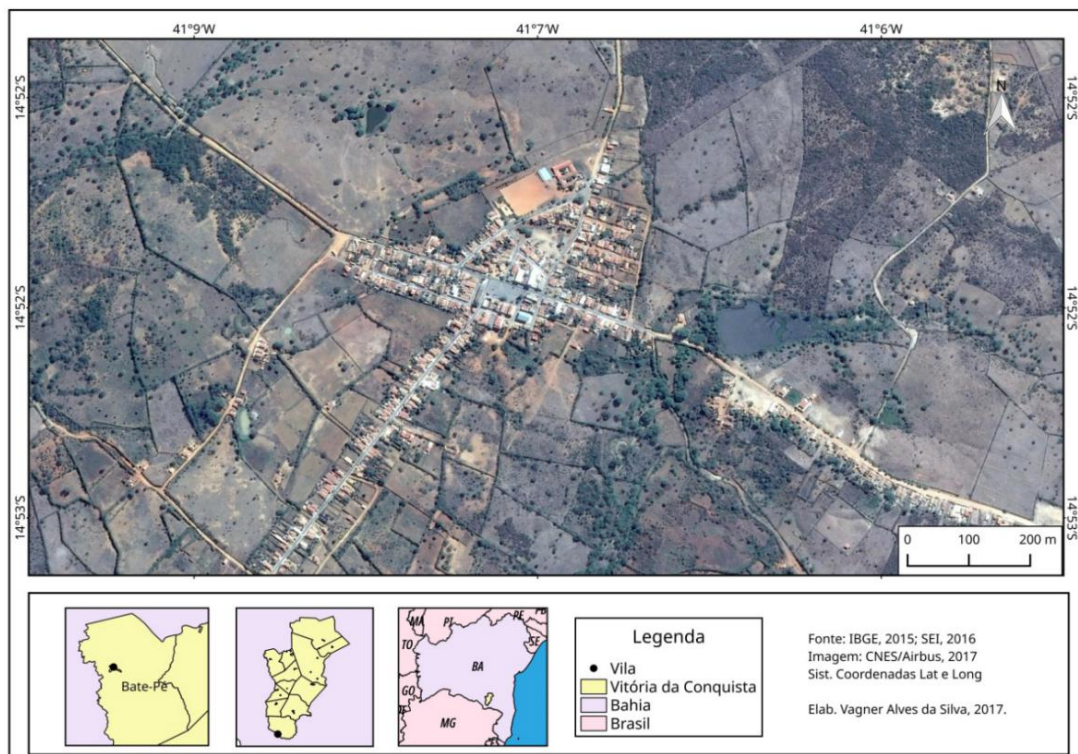 41°9'W 41°7'W 41°6'W
14°52'S 14°52'S
N
14°52'S 14°52'S
14°53'S 14°53'S
0 100 200 m
Bate-Pé
MA PI PE PB
TO SE
BA
GO
MG
Legenda
Vila
Vitória da Conquista
Bahia
Brasil
Fonte: IBGE, 2015; SEI, 2016
Imagem: CNES/Airbus, 2017
Sist. Coordenadas Lat e Long
Elab. Vagner Alves da Silva, 2017.